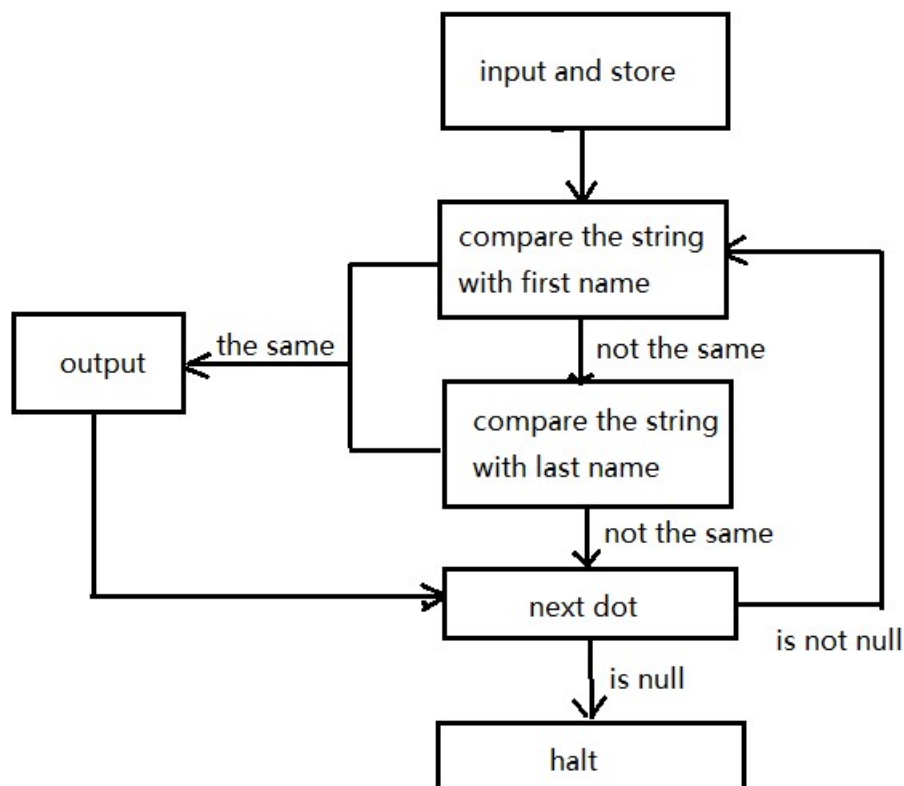 input and store
compare the string
with first name
the same
output
not the same
compare the string
with last name
not the same
next dot
is not null
is null
halt